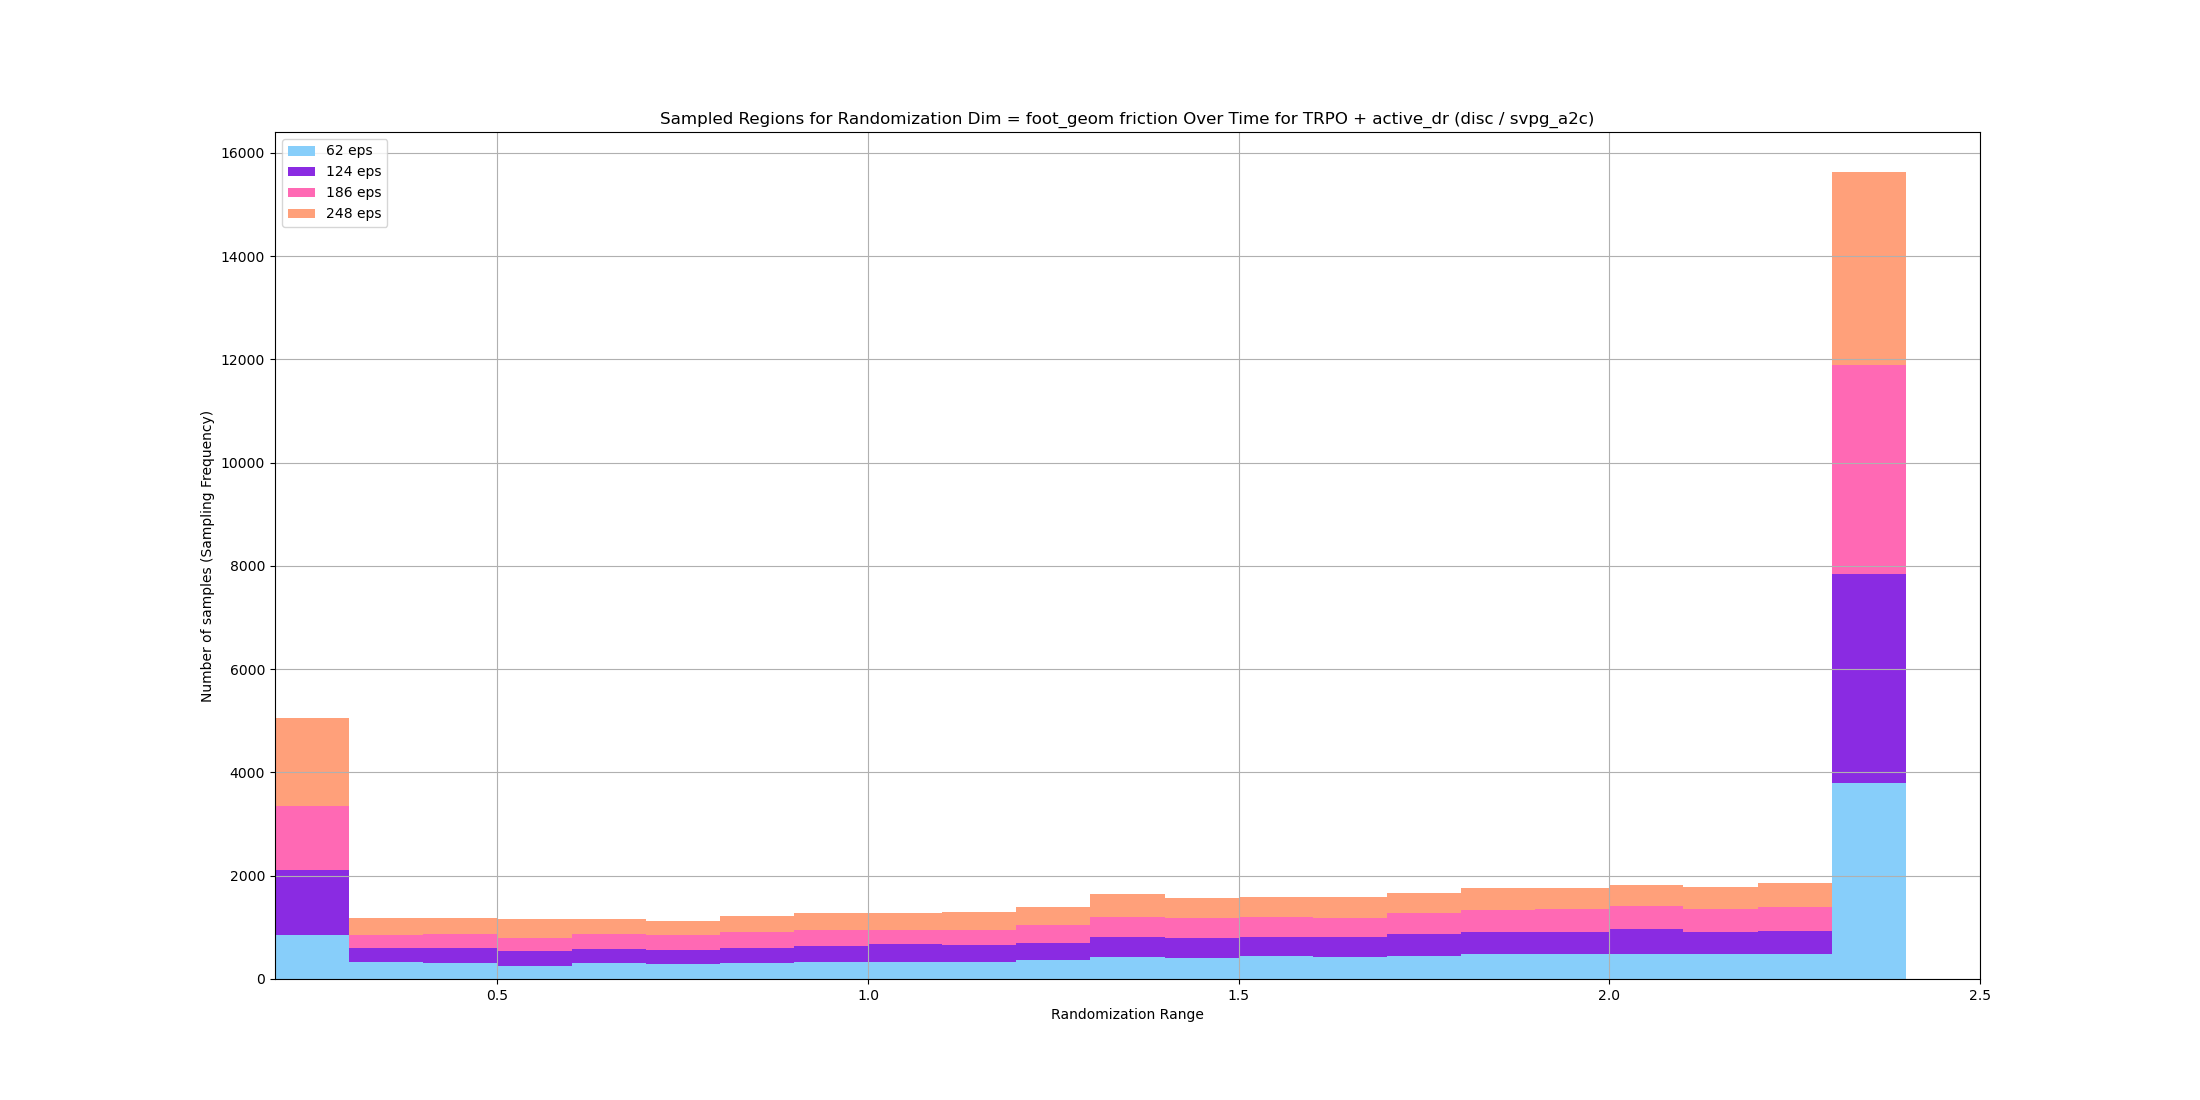 Sampled Regions for Randomization Dim = foot_geom friction Over Time for TRPO + active_dr (disc / svpg_a2c)
62 eps
124 eps
186 eps
248 eps
Number of samples (Sampling Frequency)
16000
14000
12000
10000
8000
6000
4000
2000
0
0.5 1.0 1.5 2.0 2.5
Randomization Range